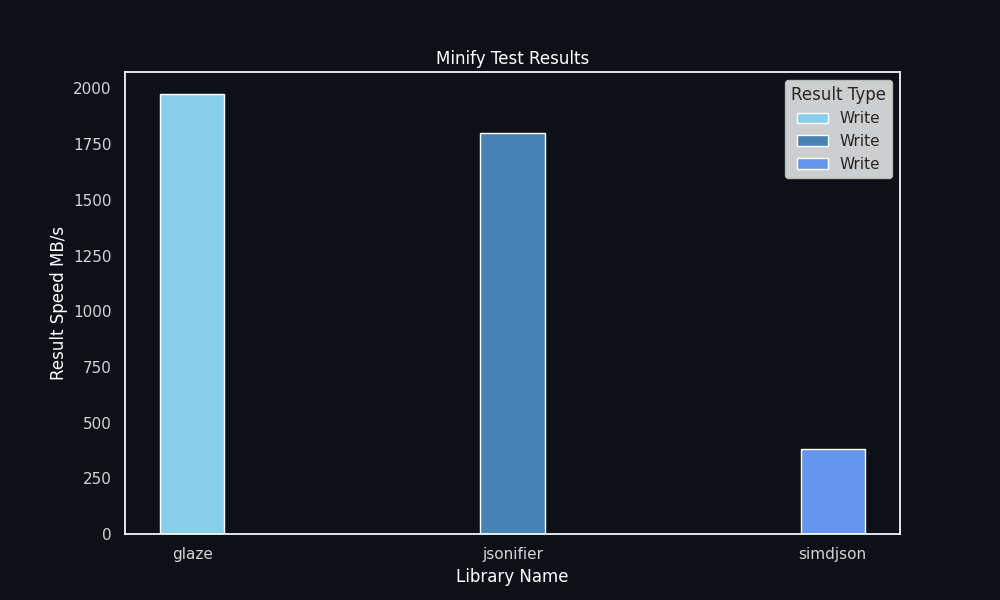 Minify Test Results
Result Type
Write
Write
Write
2000
1750
1500
1250
1000
750
500
250
0
Result Speed MB/s
glaze
jsonifier
simdjson
Library Name